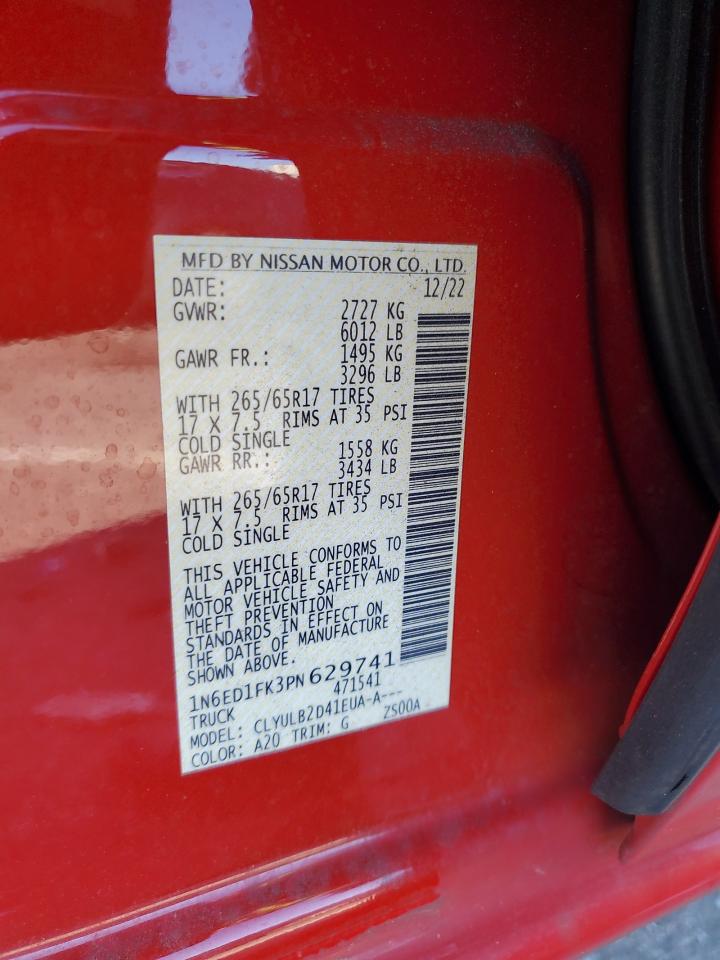 MFD BY NISSAN MOTOR CO., LTD.
DATE: 12/22
GVWR: 2727 KG
6012 LB
GAWR FR.: 1495 KG
3296 LB
WITH 265/65R17 TIRES
17 X 7.5 RIMS AT 35 PSI
COLD SINGLE
GAWR RR.: 1558 KG
3434 LB
WITH 265/65R17 TIRES
17 X 7.5 RIMS AT 35 PSI
COLD SINGLE
THIS VEHICLE CONFORMS TO
ALL APPLICABLE FEDERAL
MOTOR VEHICLE SAFETY AND
THEFT PREVENTION
STANDARDS IN EFFECT ON
THE DATE OF MANUFACTURE
SHOWN ABOVE.
1N6ED1FK3PN629741
TRUCK 471541
MODEL: CLYULB2D41EUA-A---
COLOR: A20 TRIM: G ZS00A